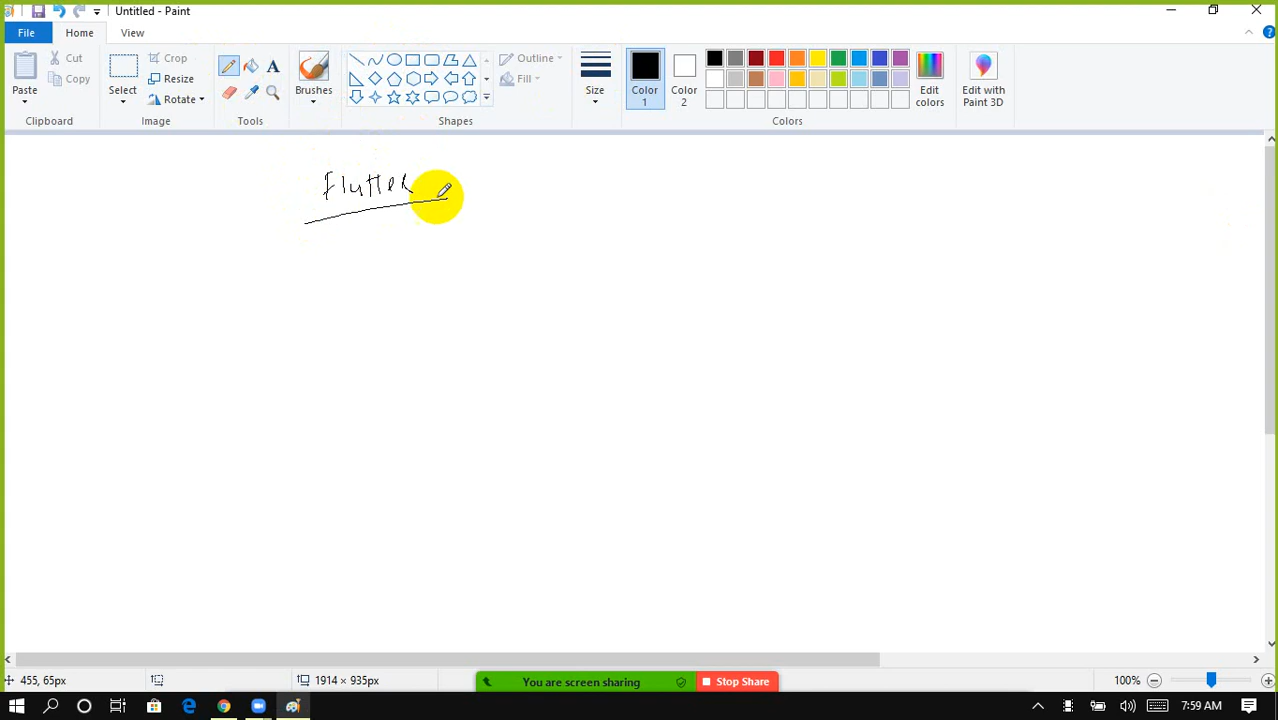 Untitled - Paint
File Home View
Paste
Cut
Copy
Clipboard
Select
Crop
Resize
Rotate
Image
A
Tools
Brushes
Shapes
Outline
Fill
Size
Color 1
Color 2
Colors
Edit colors
Edit with Paint 3D
Flutter
455, 65px
1914 × 935px
You are screen sharing
Stop Share
100%
7:59 AM